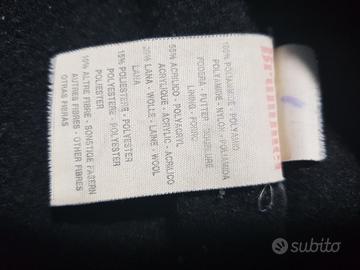 100% POLIAMMIDE - POLYAMID
POLYAMIDE - NYLON - POLIAMIDA
FODERA - FUTTER - DOUBLURE
LINING - FORRO
55% ACRILICO - POLYACRYL
ACRYLIQUE - ACRYLIC - ACRILICO
20% LANA - WOLLE - LAINE - WOOL
LANA
15% POLIESTERE - POLYESTER
POLYESTER - POLYESTER
POLIESTER
10% ALTRE FIBRE - SONSTIGE FASERN
AUTRES FIBRES - OTHER FIBRES
OTRAS FIBRAS
subito